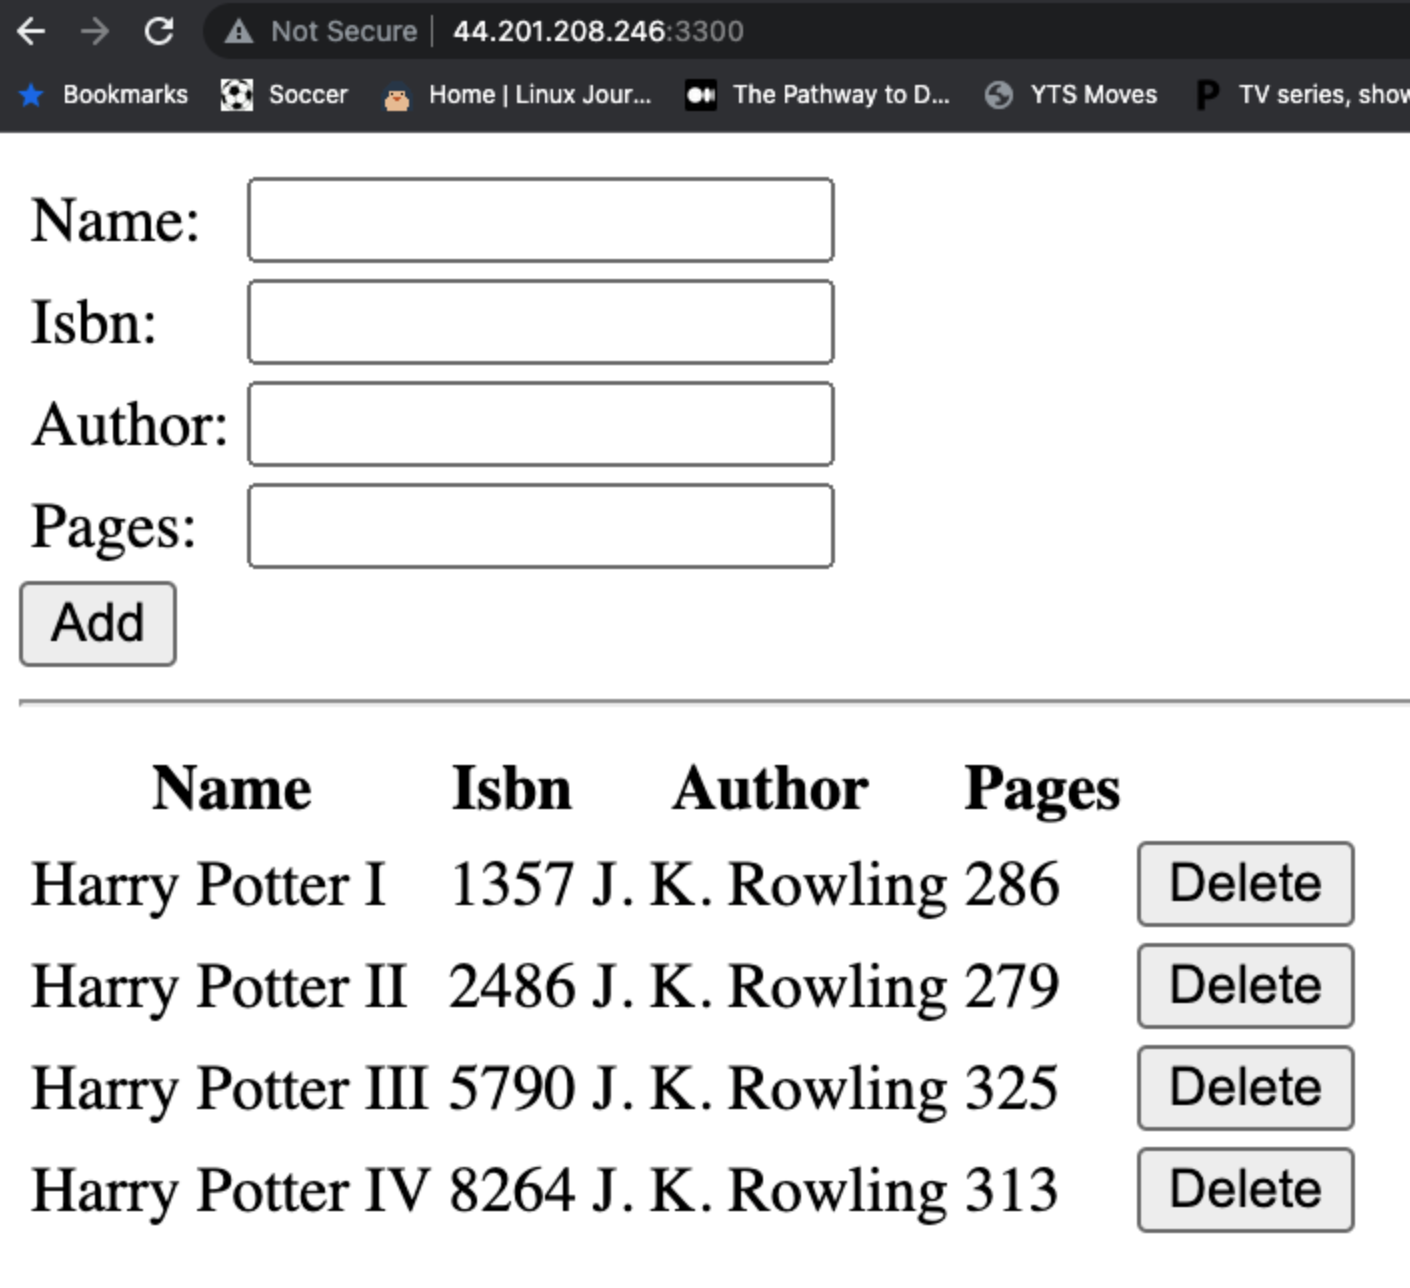 Not Secure 44.201.208.246:3300
Bookmarks Soccer Home | Linux Jour... The Pathway to D... YTS Moves TV series, show
Name:
Isbn:
Author:
Pages:
Add
Name Isbn Author Pages
Harry Potter I 1357 J. K. Rowling 286 Delete
Harry Potter II 2486 J. K. Rowling 279 Delete
Harry Potter III 5790 J. K. Rowling 325 Delete
Harry Potter IV 8264 J. K. Rowling 313 Delete